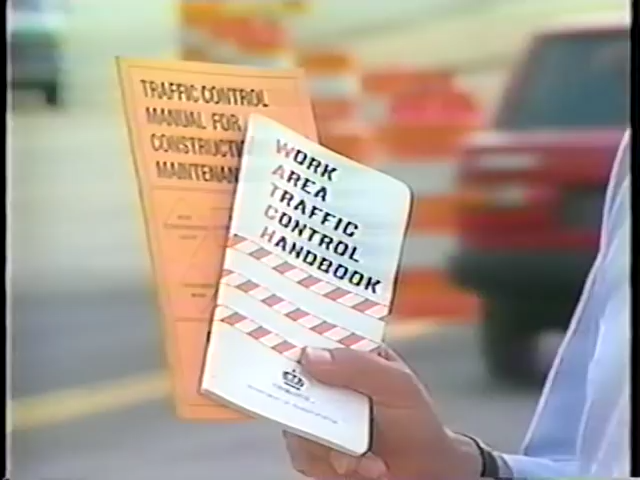 TRAFFIC CONTROL
MANUAL FOR
CONSTRUCTI
MAINTENAN
WORK
AREA
TRAFFIC
CONTROL
HANDBOOK